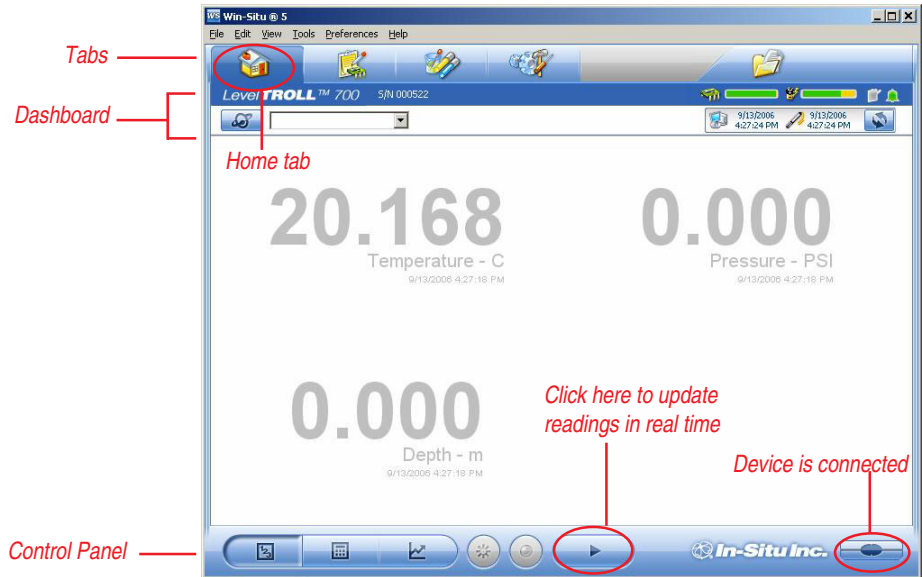 Win-Situ ® 5
File Edit View Tools Preferences Help
Tabs
LevelTROLL™ 700 S/N 000522
Dashboard
9/13/2006
4:27:24 PM
9/13/2006
4:27:24 PM
Home tab
20.168
Temperature - C
9/13/2006 4:27:18 PM
0.000
Pressure - PSI
9/13/2006 4:27:18 PM
0.000
Depth - m
9/13/2006 4:27:18 PM
Click here to update
readings in real time
Device is connected
Control Panel
In-Situ Inc.